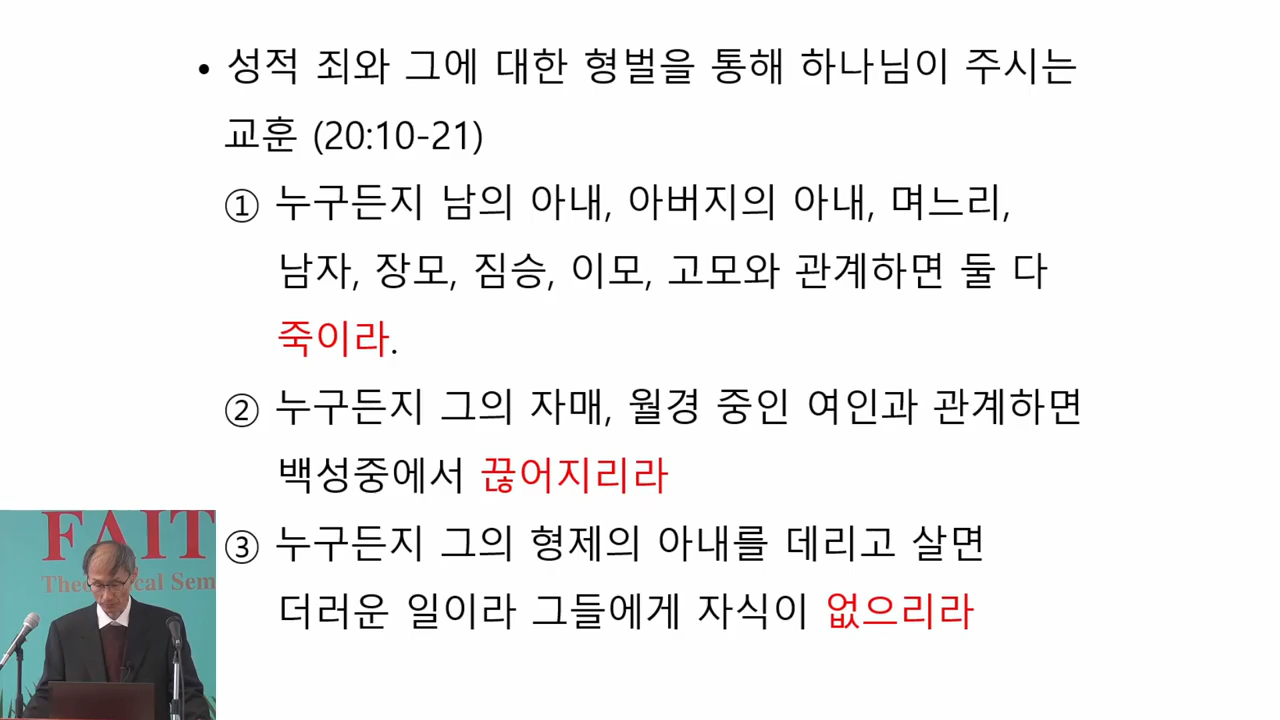 • 성적 죄와 그에 대한 형벌을 통해 하나님이 주시는
교훈 (20:10-21)
① 누구든지 남의 아내, 아버지의 아내, 며느리,
남자, 장모, 짐승, 이모, 고모와 관계하면 둘 다
죽이라.
② 누구든지 그의 자매, 월경 중인 여인과 관계하면
백성중에서 끊어지리라
③ 누구든지 그의 형제의 아내를 데리고 살면
더러운 일이라 그들에게 자식이 없으리라
FAIT
cal Sem